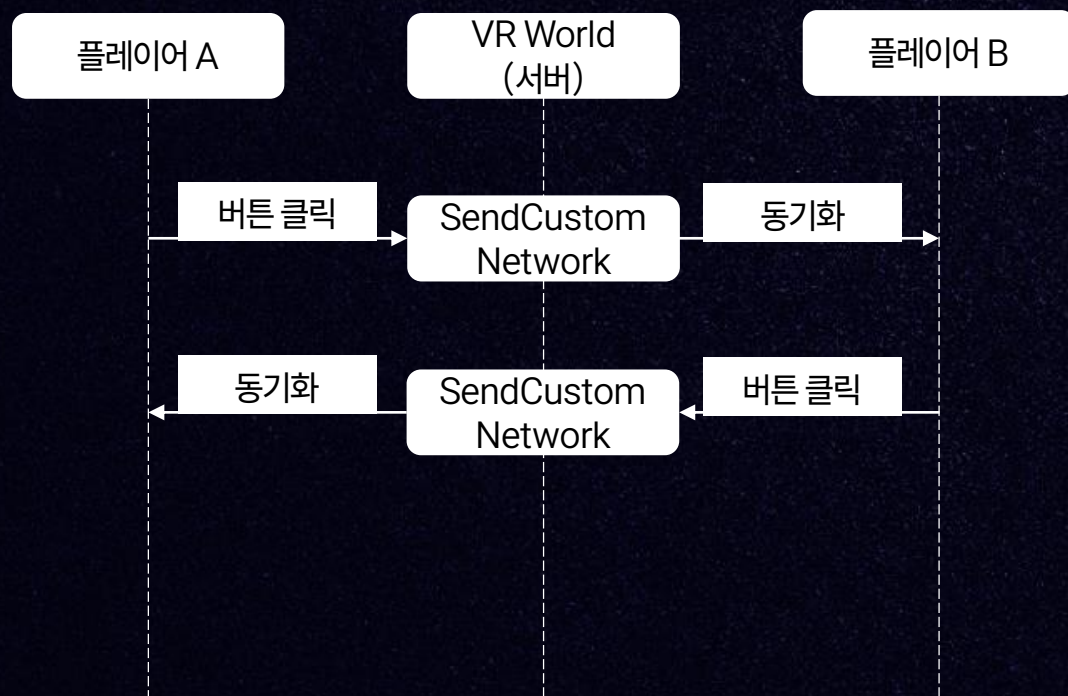 플레이어 A
VR World
(서버)
플레이어 B
버튼 클릭
SendCustom
Network
동기화
동기화
SendCustom
Network
버튼 클릭